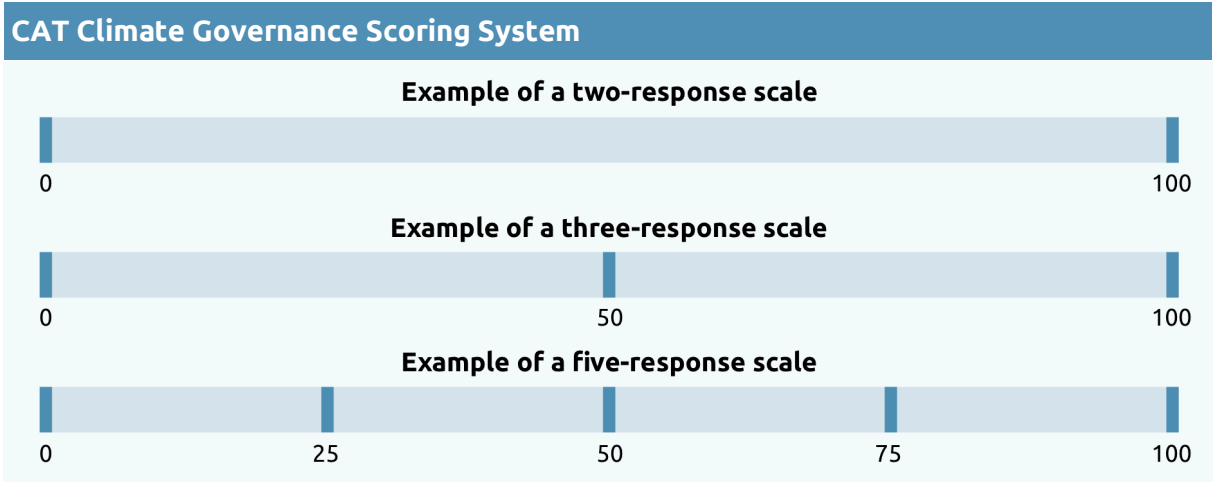 CAT Climate Governance Scoring System
Example of a two-response scale
0 100
Example of a three-response scale
0 50 100
Example of a five-response scale
0 25 50 75 100